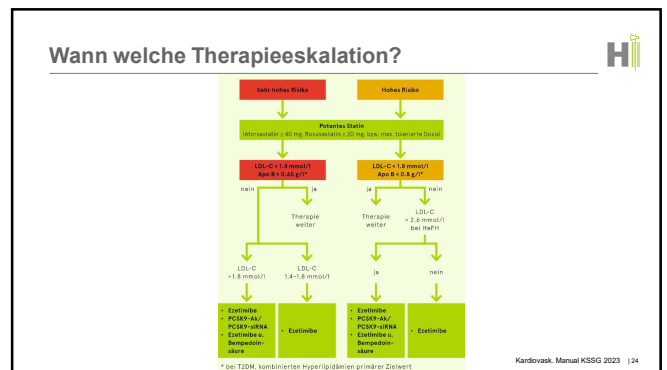 Wann welche Therapieeskalation?
Hi
Sehr hohes Risiko
Hohes Risiko
Potentes Statin
(Atorvastatin ≥ 40 mg, Rosuvastatin ≥ 20 mg, bzw. max. tolerierte Dosis)
LDL-C < 1.4 mmol/l
Apo B < 0.65 g/l*
LDL-C < 1.8 mmol/l
Apo B < 0.8 g/l*
nein
ja
ja
nein
Therapie
weiter
Therapie
weiter
LDL-C
> 2.6 mmol/l
bei HeFH
LDL-C
>1.8 mmol/l
LDL-C
1.4-1.8 mmol/l
ja
nein
• Ezetimibe
• PCSK9-Ak/
PCSK9-siRNA
• Ezetimibe u.
Bempedoin-
säure
• Ezetimibe
• Ezetimibe
• PCSK9-Ak/
PCSK9-siRNA
• Ezetimibe u.
Bempedoin-
säure
• Ezetimibe
* bei T2DM, kombinierten Hyperlipidämien primärer Zielwert
Kardiovask. Manual KSSG 2023 | 24